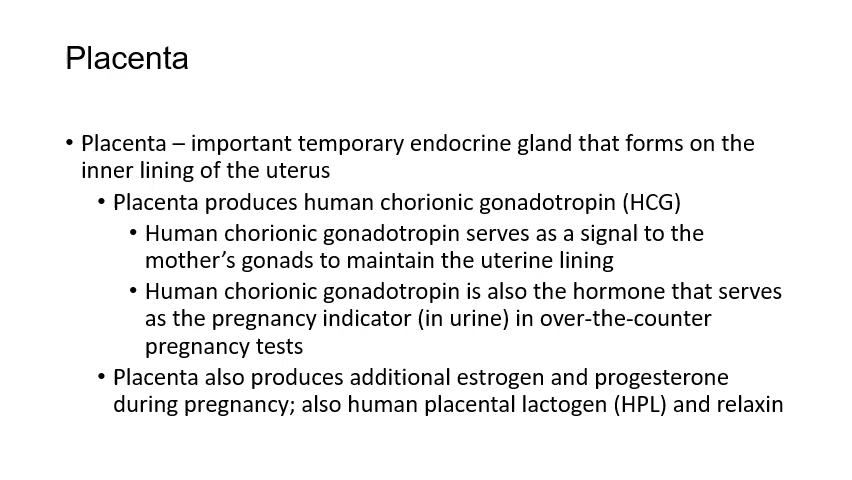 Placenta
• Placenta – important temporary endocrine gland that forms on the
inner lining of the uterus
• Placenta produces human chorionic gonadotropin (HCG)
• Human chorionic gonadotropin serves as a signal to the
mother’s gonads to maintain the uterine lining
• Human chorionic gonadotropin is also the hormone that serves
as the pregnancy indicator (in urine) in over-the-counter
pregnancy tests
• Placenta also produces additional estrogen and progesterone
during pregnancy; also human placental lactogen (HPL) and relaxin